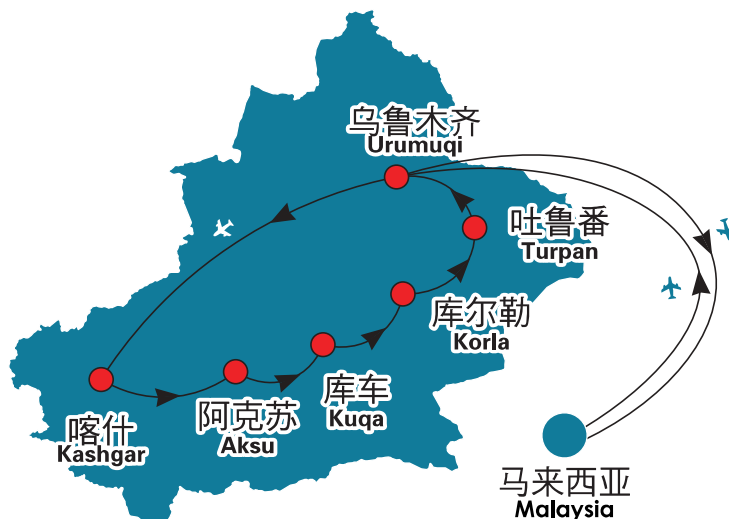 乌鲁木齐
Urumuqi
吐鲁番
Turpan
库尔勒
Korla
库车
Kuqa
阿克苏
Aksu
喀什
Kashgar
马来西亚
Malaysia